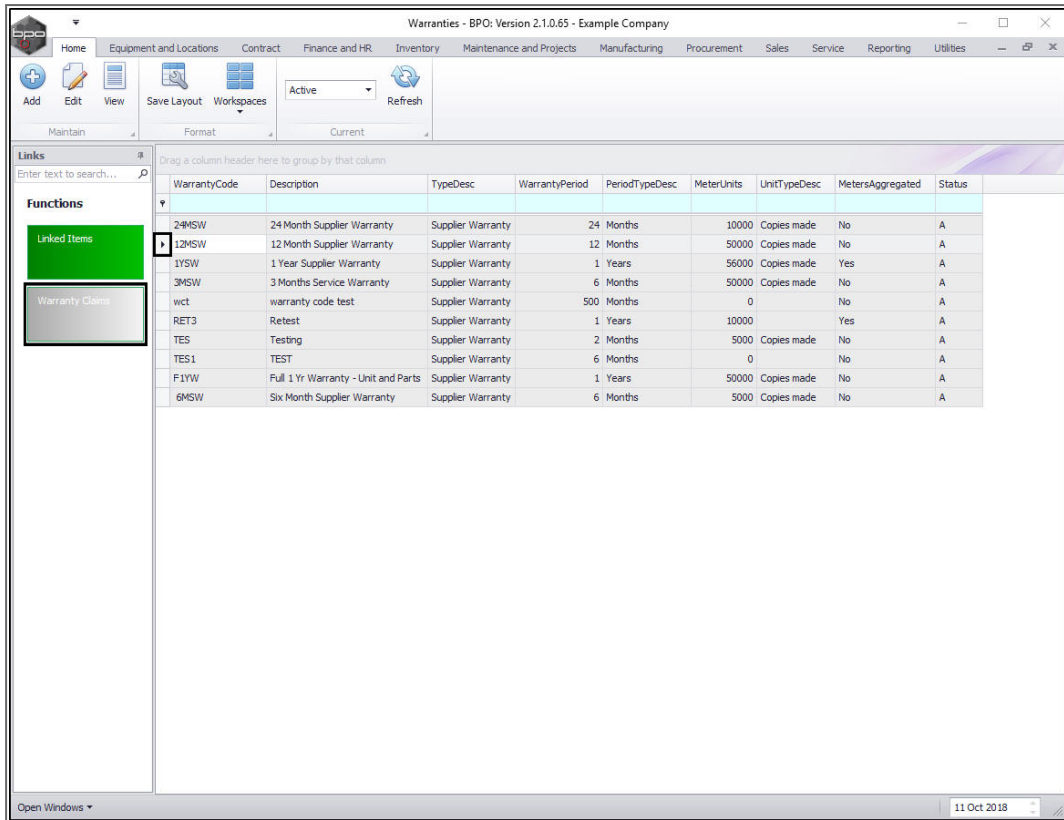 Warranties - BPO: Version 2.1.0.65 - Example Company
bpo
Home Equipment and Locations Contract Finance and HR Inventory Maintenance and Projects Manufacturing Procurement Sales Service Reporting Utilities
Add Edit View Save Layout Workspaces Active Refresh
Maintain Format Current
Links
Enter text to search...
Functions
Linked Items
Warranty Claims
Drag a column header here to group by that column
WarrantyCode Description TypeDesc WarrantyPeriod PeriodTypeDesc MeterUnits UnitTypeDesc MetersAggregated Status
24MSW 24 Month Supplier Warranty Supplier Warranty 24 Months 10000 Copies made No A
12MSW 12 Month Supplier Warranty Supplier Warranty 12 Months 50000 Copies made No A
1YSW 1 Year Supplier Warranty Supplier Warranty 1 Years 56000 Copies made Yes A
3MSW 3 Months Service Warranty Supplier Warranty 6 Months 50000 Copies made No A
wct warranty code test Supplier Warranty 500 Months 0 No A
RET3 Retest Supplier Warranty 1 Years 10000 Yes A
TES Testing Supplier Warranty 2 Months 5000 Copies made No A
TES1 TEST Supplier Warranty 6 Months 0 No A
F1YW Full 1 Yr Warranty - Unit and Parts Supplier Warranty 1 Years 50000 Copies made No A
6MSW Six Month Supplier Warranty Supplier Warranty 6 Months 5000 Copies made No A
Open Windows 11 Oct 2018